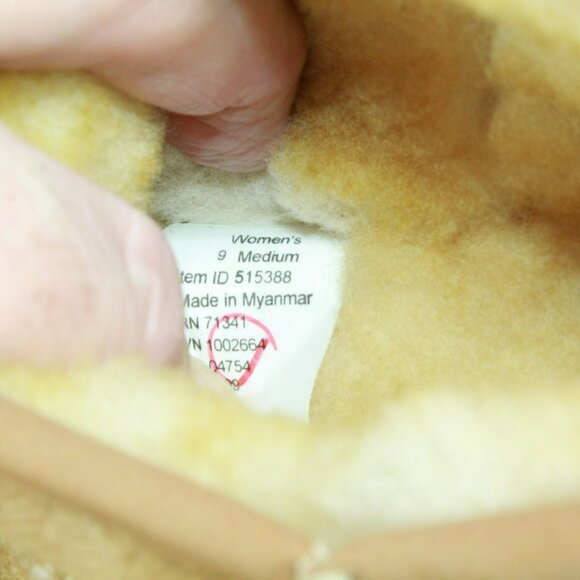 Women's
9 Medium
tem ID 515388
Made in Myanmar
RN 71341
/N 1002664
04754